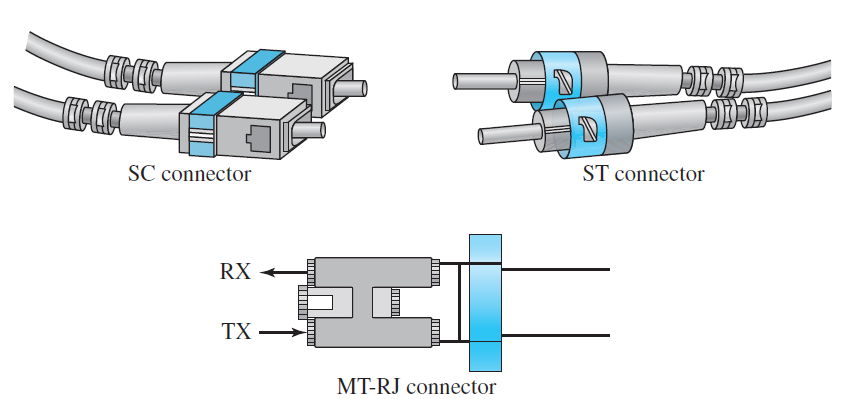 SC connector
ST connector
RX
TX
MT-RJ connector